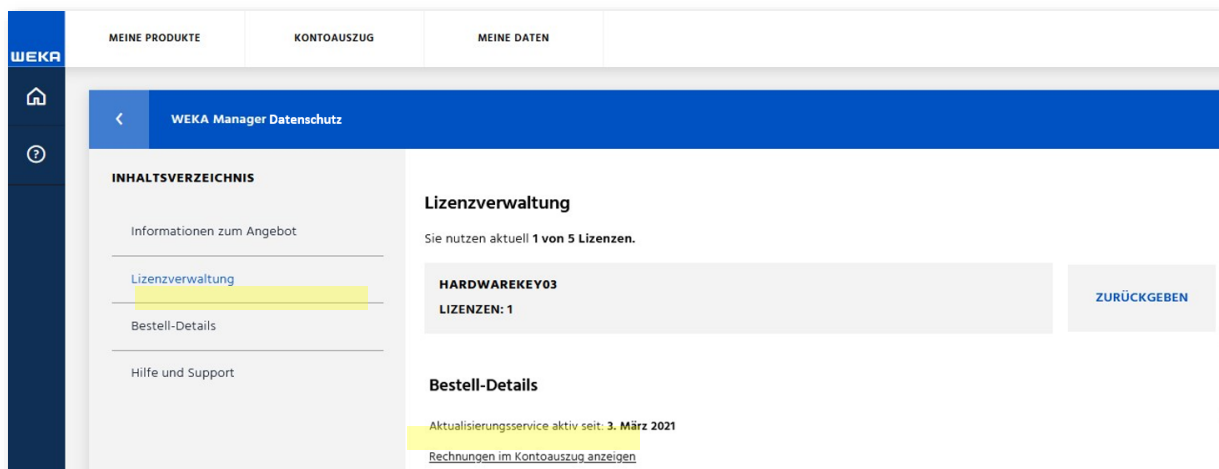 WEKA
MEINE PRODUKTE
KONTOAUSZUG
MEINE DATEN
WEKA Manager Datenschutz
INHALTSVERZEICHNIS
Informationen zum Angebot
Lizenzverwaltung
Bestell-Details
Hilfe und Support
Lizenzverwaltung
Sie nutzen aktuell 1 von 5 Lizenzen.
HARDWAREKEY03
LIZENZEN: 1
ZURÜCKGEBEN
Bestell-Details
Aktualisierungsservice aktiv seit: 3. März 2021
Rechnungen im Kontoauszug anzeigen